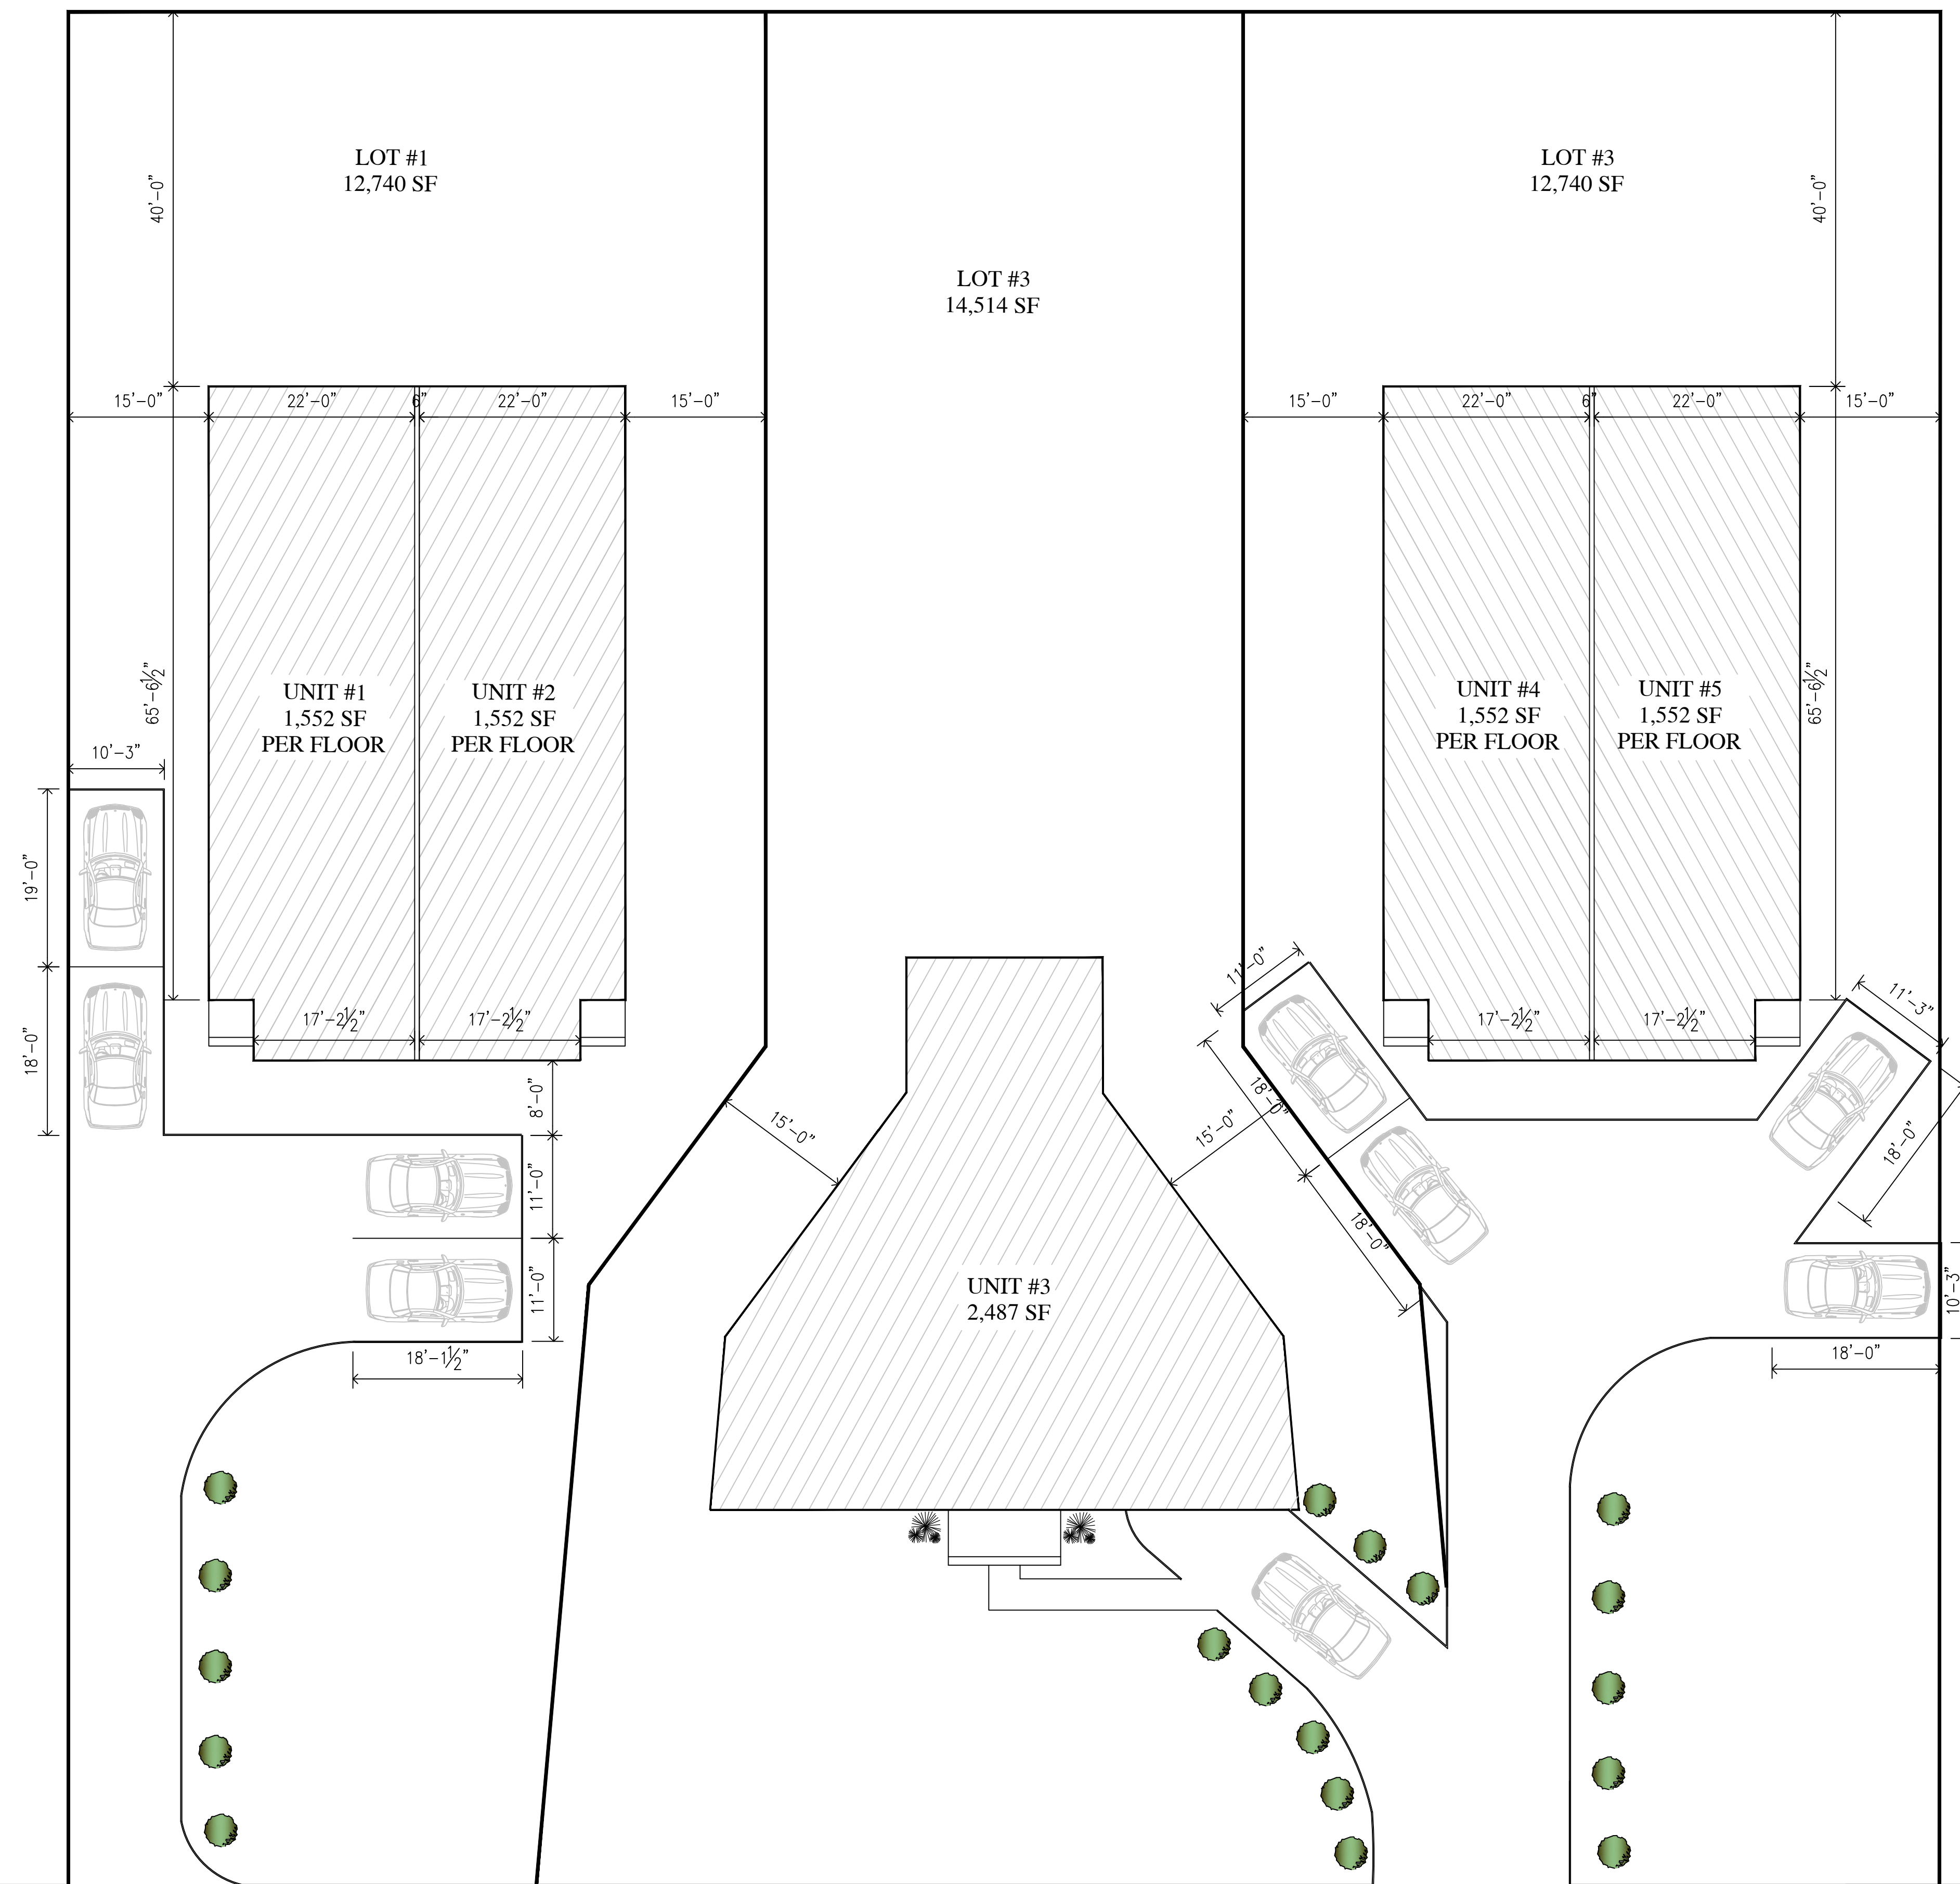 LOT #1
12,740 SF
LOT #3
12,740 SF
40'-0"
40'-0"
LOT #3
14,514 SF
15'-0"
22'-0"
6"
22'-0"
15'-0"
15'-0"
22'-0"
6"
22'-0"
15'-0"
65'-6½"
65'-6½"
UNIT #1
1,552 SF
PER FLOOR
UNIT #2
1,552 SF
PER FLOOR
UNIT #4
1,552 SF
PER FLOOR
UNIT #5
1,552 SF
PER FLOOR
10'-3"
19'-0"
18'-0"
17'-2½"
17'-2½"
11'-0"
17'-2½"
17'-2½"
11'-3"
8'-0"
15'-0"
15'-0"
18'-0"
18'-0"
11'-0"
18'-0"
11'-0"
UNIT #3
2,487 SF
10'-3"
18'-1½"
18'-0"